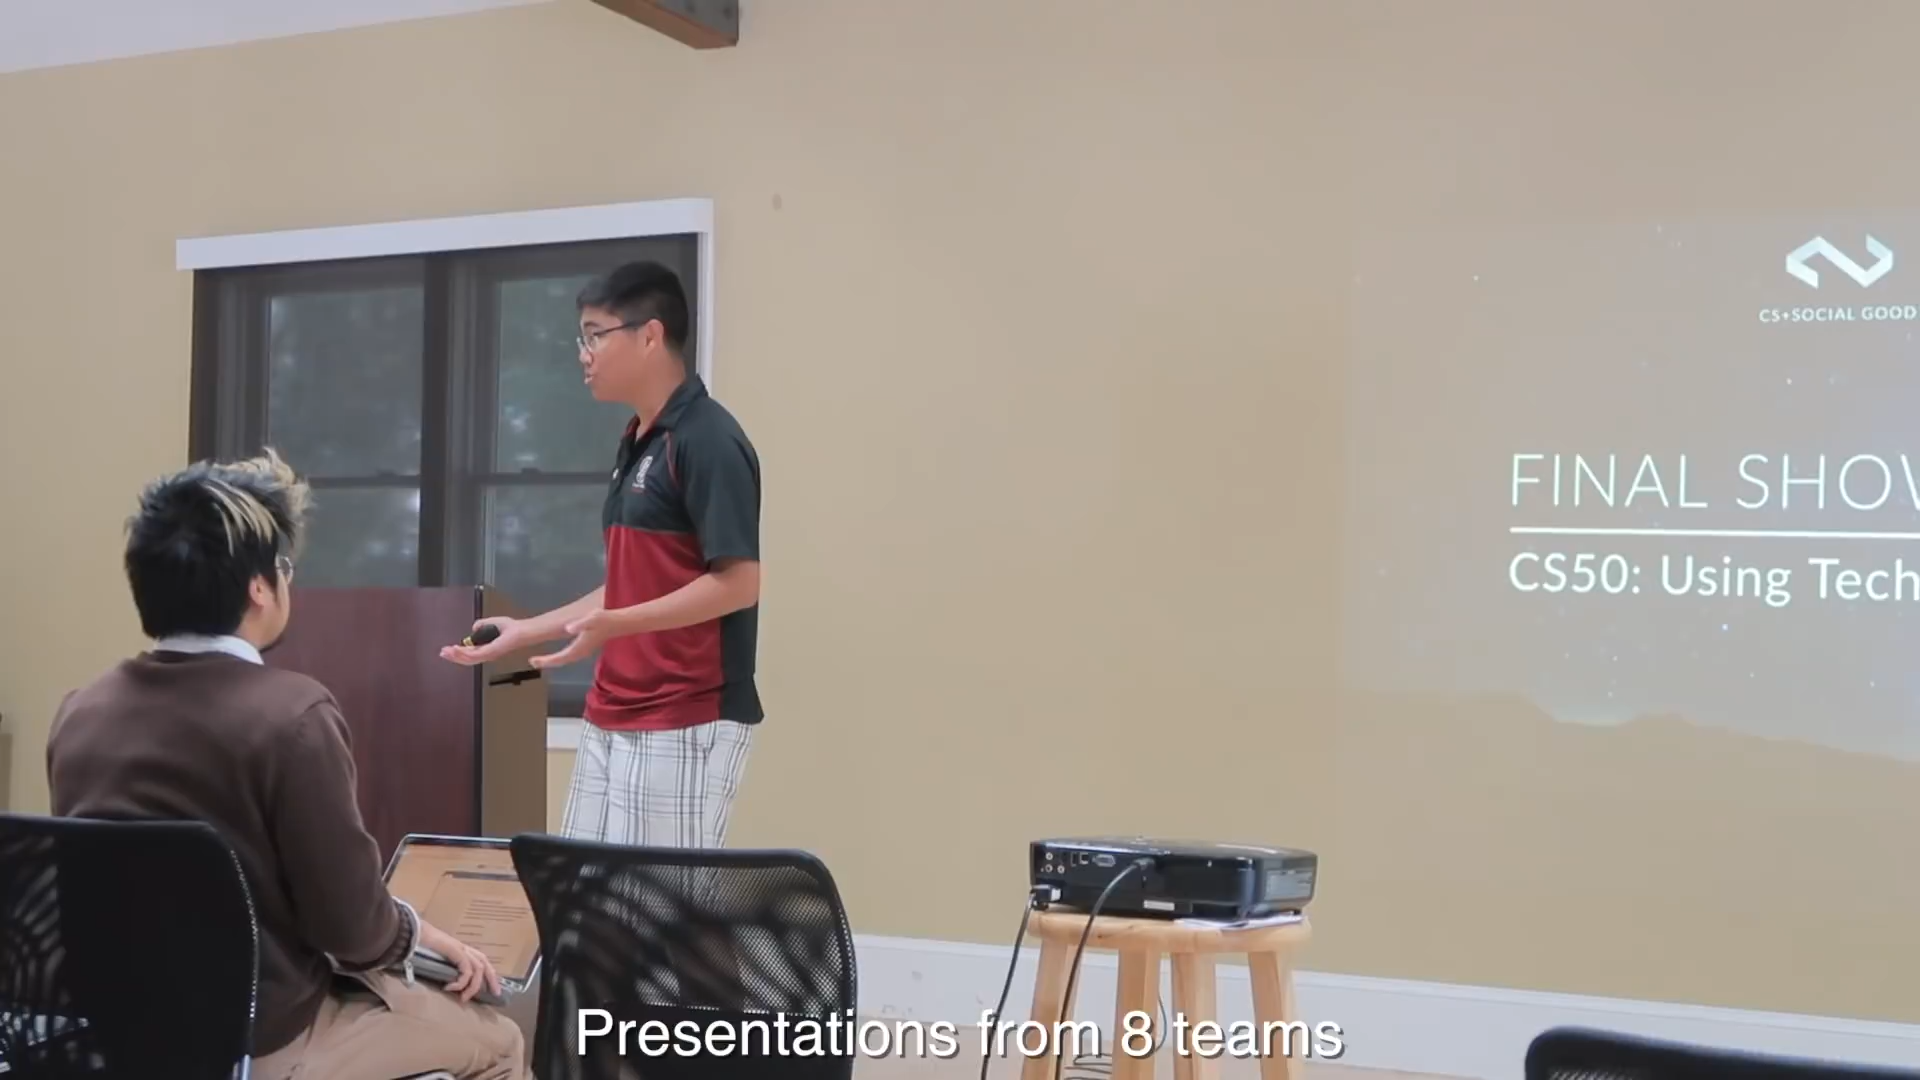 CS+SOCIAL GOOD
FINAL SHOW
CS50: Using Tech
Presentations from 8 teams